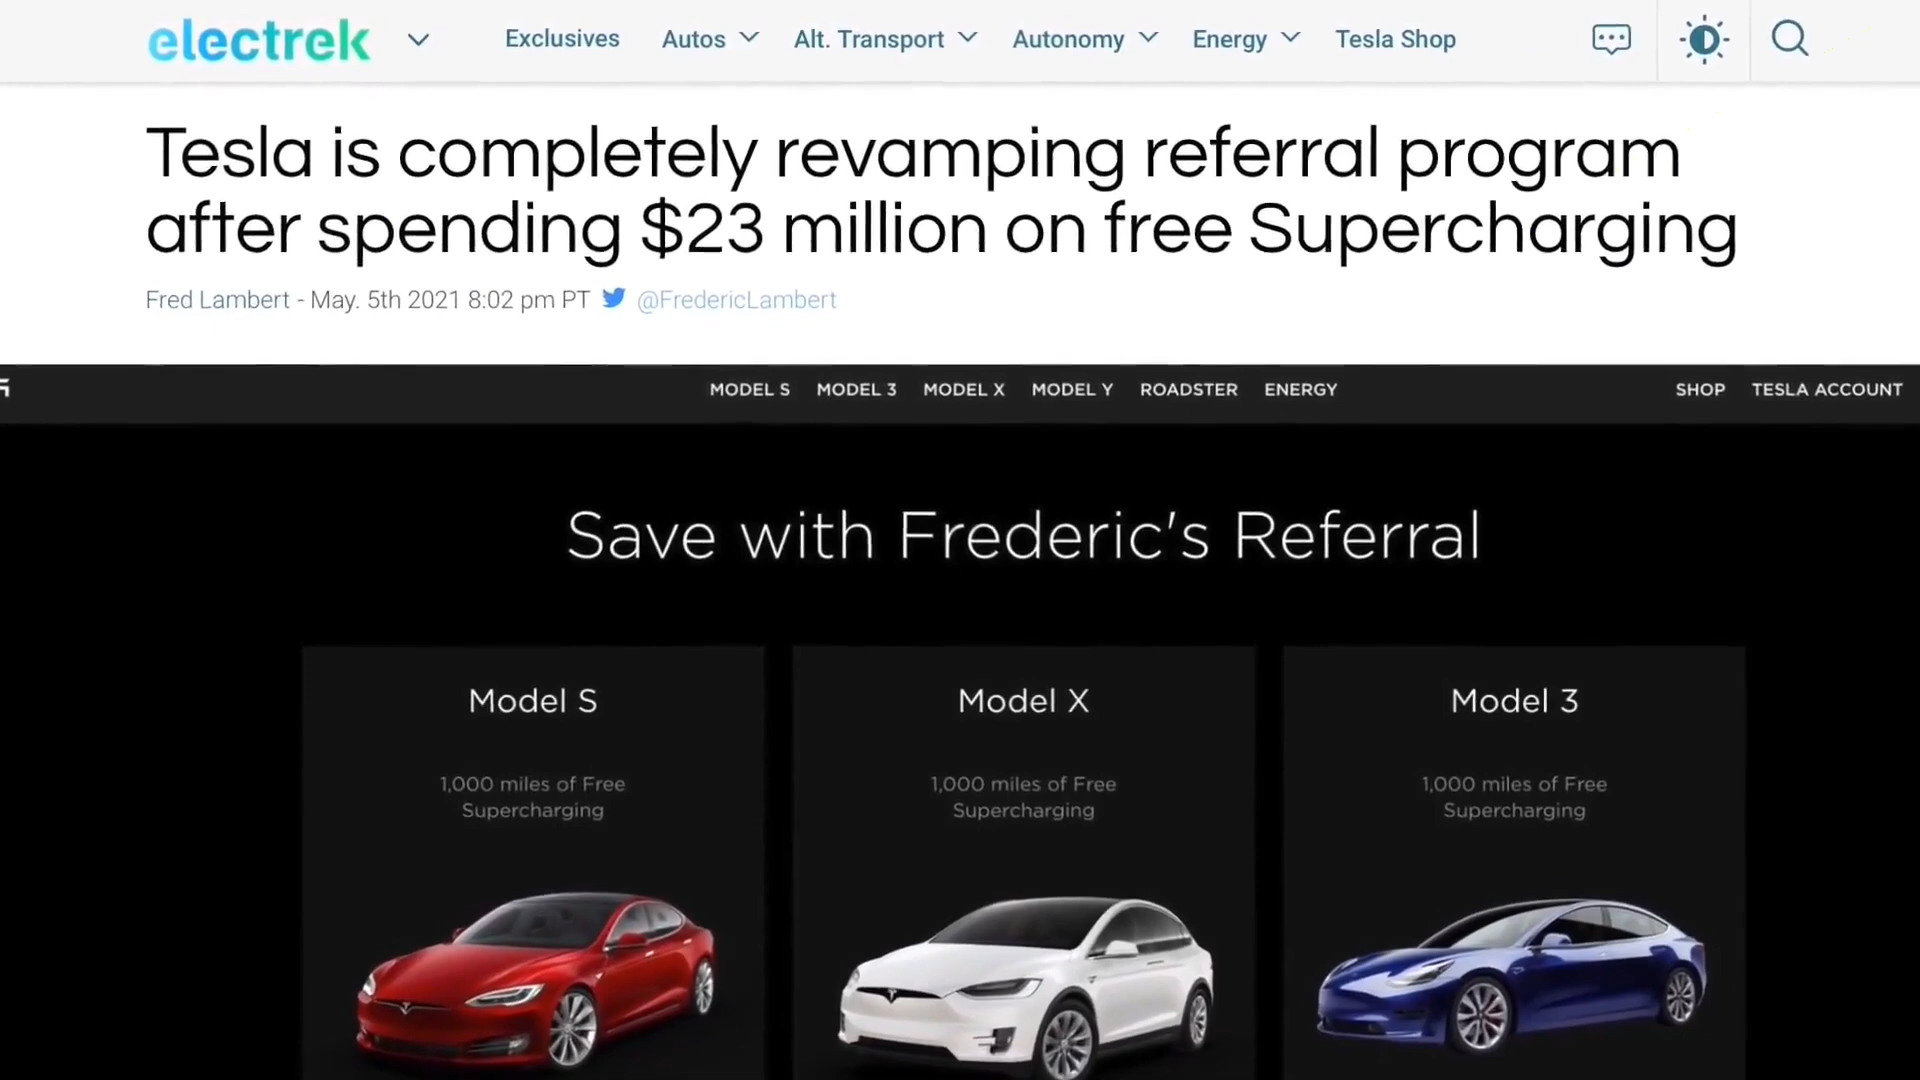 electrek Exclusives Autos Alt. Transport Autonomy Energy Tesla Shop
Tesla is completely revamping referral program
after spending $23 million on free Supercharging
Fred Lambert - May. 5th 2021 8:02 pm PT @FredericLambert
MODEL S MODEL 3 MODEL X MODEL Y ROADSTER ENERGY SHOP TESLA ACCOUNT
Save with Frederic's Referral
Model S
1,000 miles of Free
Supercharging
Model X
1,000 miles of Free
Supercharging
Model 3
1,000 miles of Free
Supercharging